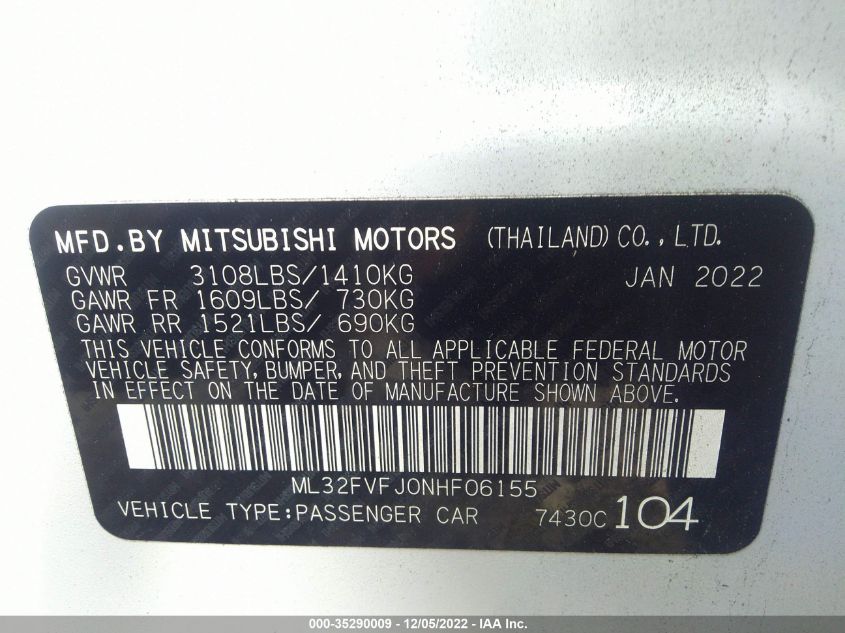 MFD.BY MITSUBISHI MOTORS (THAILAND)CO.,LTD.
GVWR 3108LBS/1410KG JAN 2022
GAWR FR 1609LBS/ 730KG
GAWR RR 1521LBS/ 690KG
THIS VEHICLE CONFORMS TO ALL APPLICABLE FEDERAL MOTOR
VEHICLE SAFETY, BUMPER, AND THEFT PREVENTION STANDARDS
IN EFFECT ON THE DATE OF MANUFACTURE SHOWN ABOVE.
ML32FVFJ0NHF06155
VEHICLE TYPE:PASSENGER CAR 7430C 104
000-35290009 - 12/05/2022 - IAA, Inc.